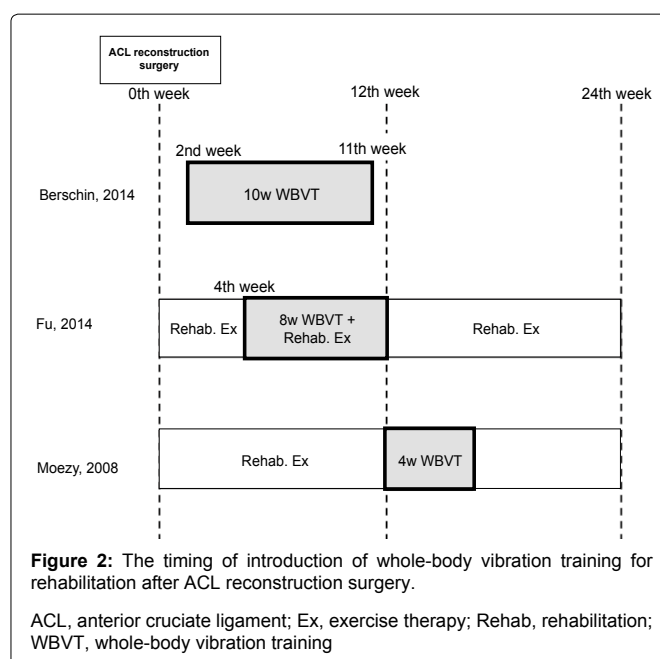 ACL reconstruction
surgery
0th week
12th week
24th week
2nd week
11th week
Berschin, 2014
10w WBVT
4th week
Fu, 2014
Rehab. Ex
8w WBVT +
Rehab. Ex
Rehab. Ex
Moezy, 2008
Rehab. Ex
4w WBVT
Figure 2: The timing of introduction of whole-body vibration training for
rehabilitation after ACL reconstruction surgery.
ACL, anterior cruciate ligament; Ex, exercise therapy; Rehab, rehabilitation;
WBVT, whole-body vibration training